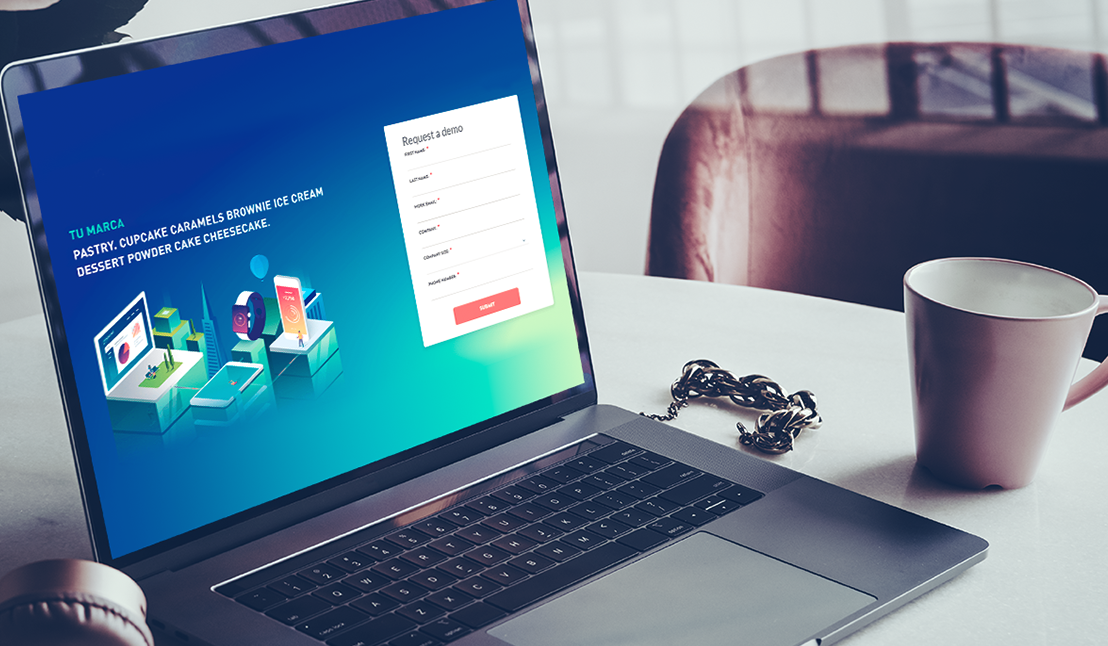 TU MARCA
PASTRY. CUPCAKE CARAMELS BROWNIE ICE CREAM
DESSERT POWDER CAKE CHEESECAKE.
Request a demo
FIRST NAME *
LAST NAME *
WORK EMAIL *
COMPANY *
COMPANY SIZE *
PHONE NUMBER *
SUBMIT